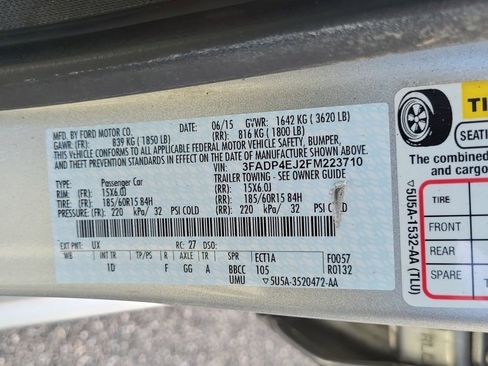 MFD. BY FORD MOTOR CO.
DATE: 06/15 GVWR: 1642 KG ( 3620 LB)
GAWR: (FR): 839 KG ( 1850 LB) (RR): 816 KG ( 1800 LB)
THIS VEHICLE CONFORMS TO ALL APPLICABLE FEDERAL MOTOR VEHICLE SAFETY, BUMPER,
AND THEFT PREVENTION STANDARDS IN EFFECT ON THE DATE OF MANUFACTURE SHOWN ABOVE.
VIN: 3FADP4EJ2FM223710
TYPE: Passenger Car TRAILER TOWING - SEE OWNER GUIDE
RIM: (FR): 15X6.0J (RR): 15X6.0J
TIRE: (FR): 185/60R15 84H (RR): 185/60R15 84H
PRESSURE: (FR): 220 kPa/ 32 PSI COLD (RR): 220 kPa/ 32 PSI COLD
EXT PNT: UX RC: 27 DSO:
WB INT TR TP/PS R AXLE TR SPR ECT1A F0057
1D F GG A BBCC 105 R0132
UMU ▽5U5A-3520472-AA
▽5U5A-1532-AA (TLU)
TI
SEATI
The combined
and cargo
TIRE
FRONT
REAR
SPARE